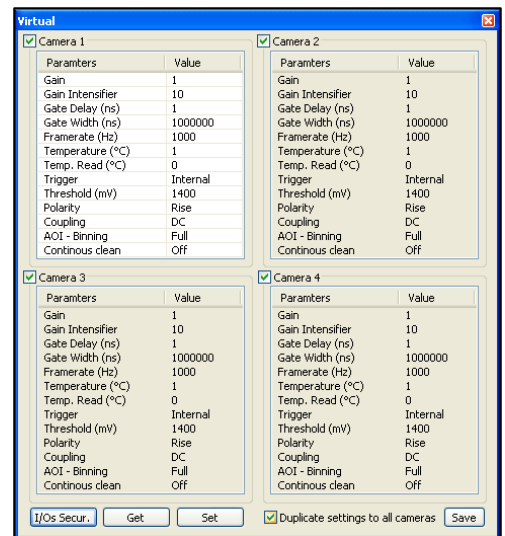 Virtual
Camera 1
Paramters Value
Gain 1
Gain Intensifier 10
Gate Delay (ns) 1
Gate Width (ns) 1000000
Framerate (Hz) 1000
Temperature (°C) 1
Temp. Read (°C) 0
Trigger Internal
Threshold (mV) 1400
Polarity Rise
Coupling DC
AOI - Binning Full
Continous clean Off
Camera 2
Paramters Value
Gain 1
Gain Intensifier 10
Gate Delay (ns) 1
Gate Width (ns) 1000000
Framerate (Hz) 1000
Temperature (°C) 1
Temp. Read (°C) 0
Trigger Internal
Threshold (mV) 1400
Polarity Rise
Coupling DC
AOI - Binning Full
Continous clean Off
Camera 3
Paramters Value
Gain 1
Gain Intensifier 10
Gate Delay (ns) 1
Gate Width (ns) 1000000
Framerate (Hz) 1000
Temperature (°C) 1
Temp. Read (°C) 0
Trigger Internal
Threshold (mV) 1400
Polarity Rise
Coupling DC
AOI - Binning Full
Continous clean Off
Camera 4
Paramters Value
Gain 1
Gain Intensifier 10
Gate Delay (ns) 1
Gate Width (ns) 1000000
Framerate (Hz) 1000
Temperature (°C) 1
Temp. Read (°C) 0
Trigger Internal
Threshold (mV) 1400
Polarity Rise
Coupling DC
AOI - Binning Full
Continous clean Off
I/Os Secur. Get Set Duplicate settings to all cameras Save